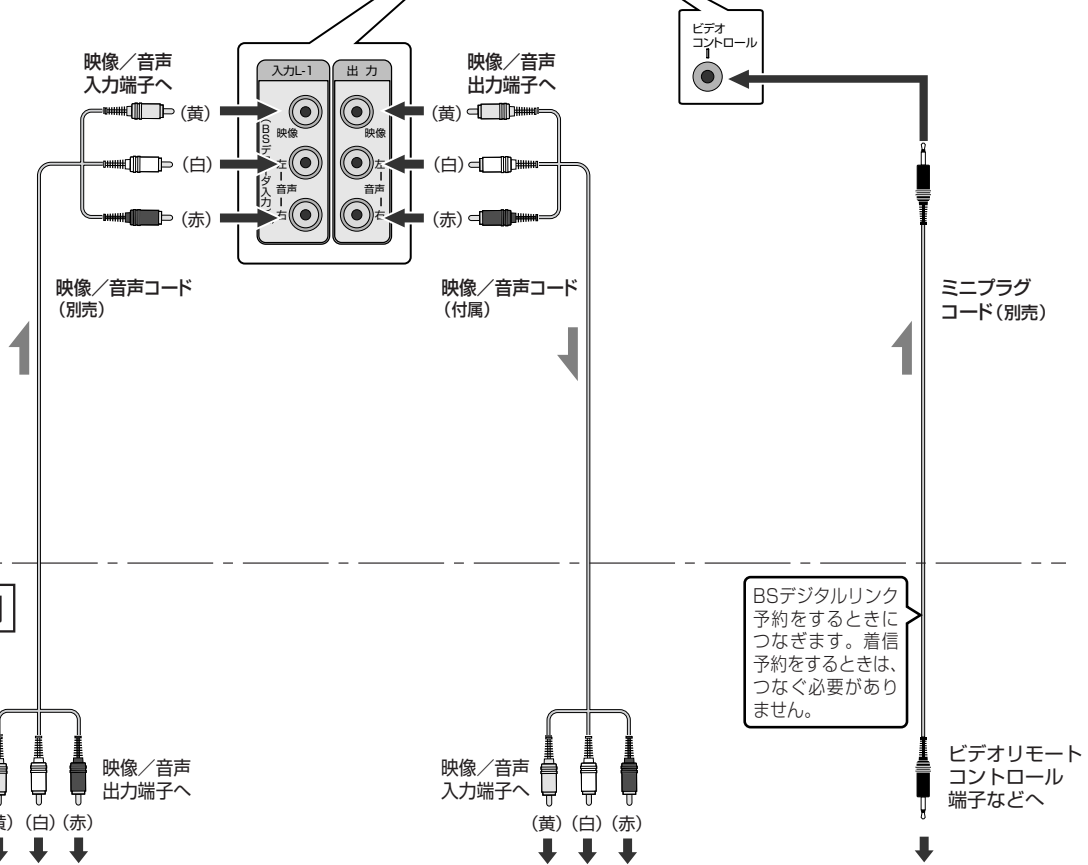 ビデオ
コントロール
映像／音声
入力端子へ
入力L-1
出 力
映像／音声
出力端子へ
(黄)
(白)
(赤)
映像
左
音声
右
映像
左
音声
右
(黄)
(白)
(赤)
映像／音声コード
(別売)
映像／音声コード
(付属)
ミニプラグ
コード(別売)
BSデジタルリンク
予約をするときに
つなぎます。着信
予約をするときは、
つなぐ必要があり
ません。
映像／音声
出力端子へ
(白)
(赤)
映像／音声
入力端子へ
(黄)
(白)
(赤)
ビデオリモート
コントロール
端子などへ